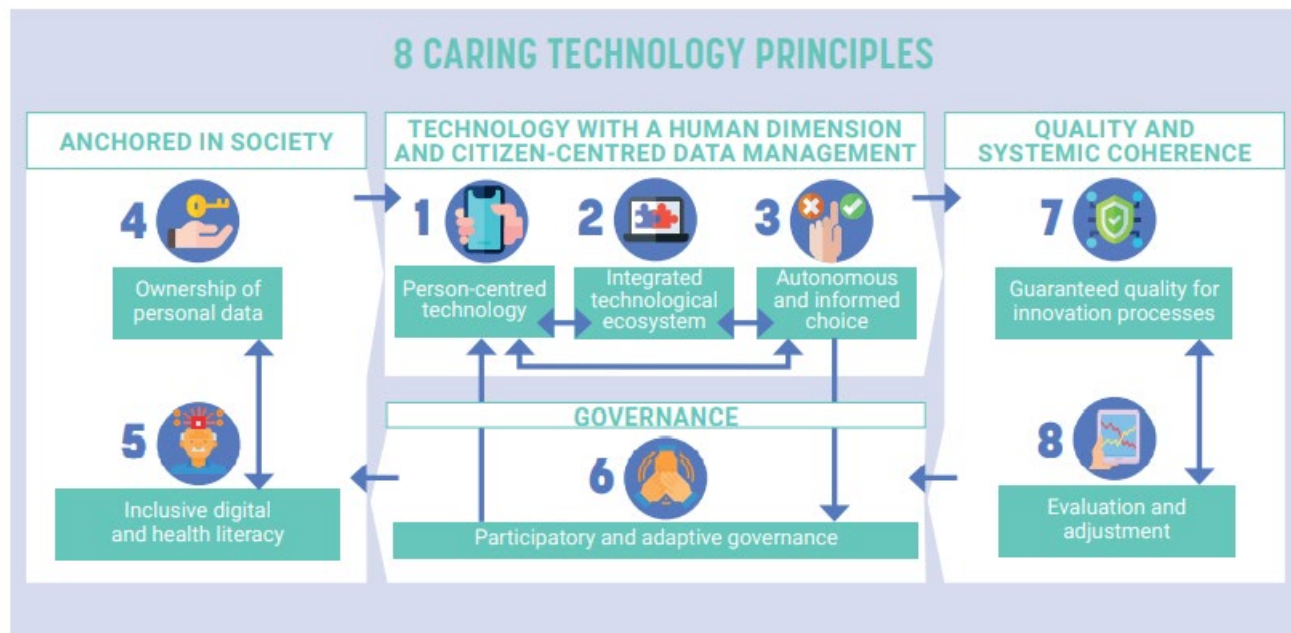 8 CARING TECHNOLOGY PRINCIPLES
ANCHORED IN SOCIETY
4
Ownership of
personal data
5
Inclusive digital
and health literacy
TECHNOLOGY WITH A HUMAN DIMENSION
AND CITIZEN-CENTRED DATA MANAGEMENT
1
Person-centred
technology
2
Integrated
technological
ecosystem
3
Autonomous
and informed
choice
GOVERNANCE
6
Participatory and adaptive governance
QUALITY AND
SYSTEMIC COHERENCE
7
Guaranteed quality for
innovation processes
8
Evaluation and
adjustment